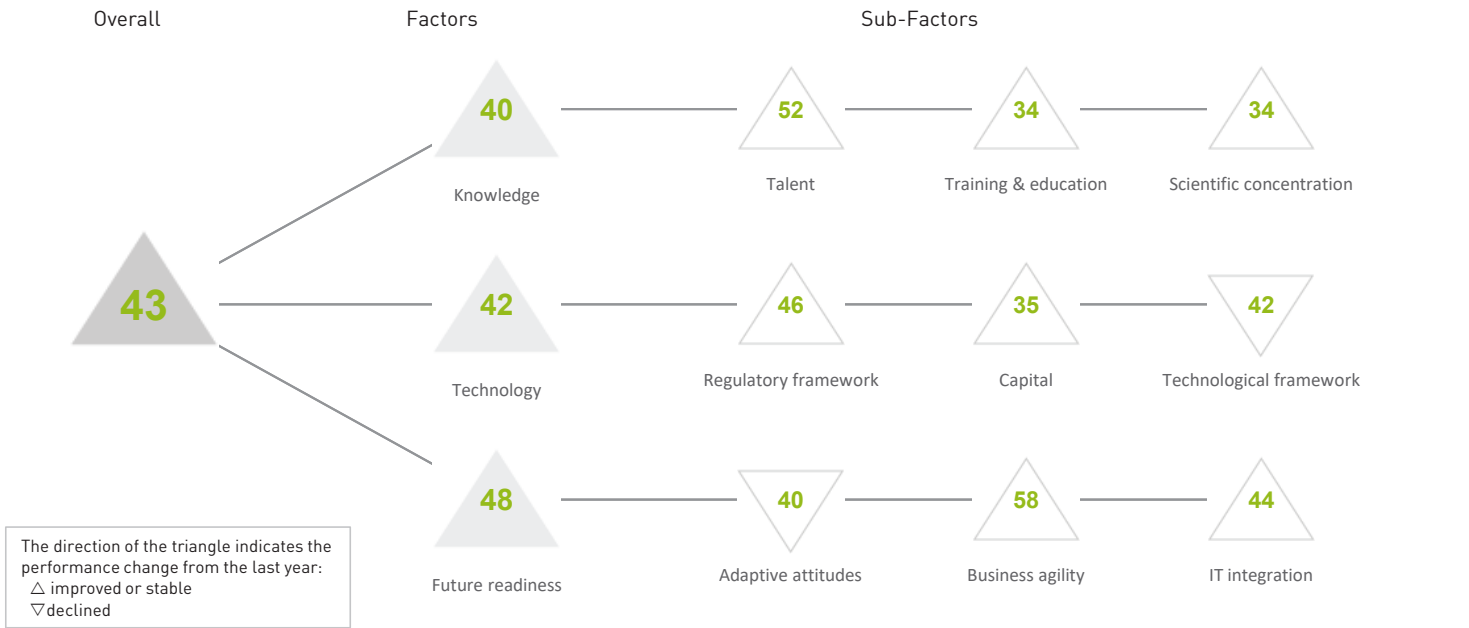 Overall
Factors
Sub-Factors
40
52
34
34
Knowledge
Talent
Training & education
Scientific concentration
43
42
46
35
42
Technology
Regulatory framework
Capital
Technological framework
48
40
58
44
Future readiness
Adaptive attitudes
Business agility
IT integration
The direction of the triangle indicates the
performance change from the last year:
△ improved or stable
▽ declined